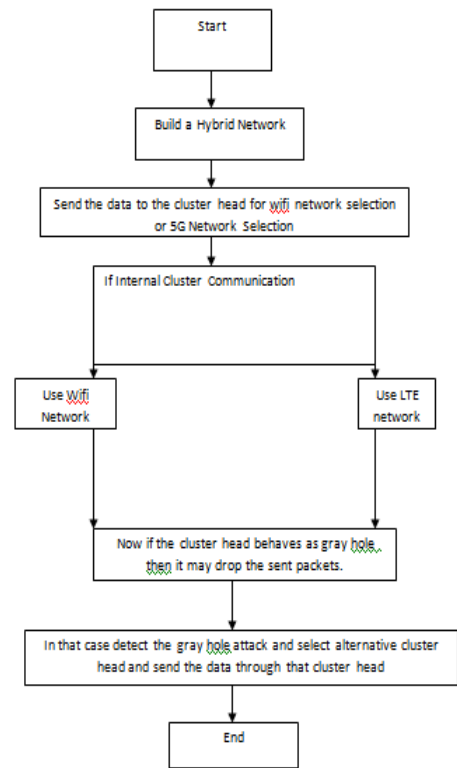 Start
Build a Hybrid Network
Send the data to the cluster head for wifi network selection
or 5G Network Selection
If Internal Cluster Communication
Use Wifi
Network
Use LTE
network
Now if the cluster head behaves as gray hole,
then it may drop the sent packets.
In that case detect the gray hole attack and select alternative cluster
head and send the data through that cluster head
End